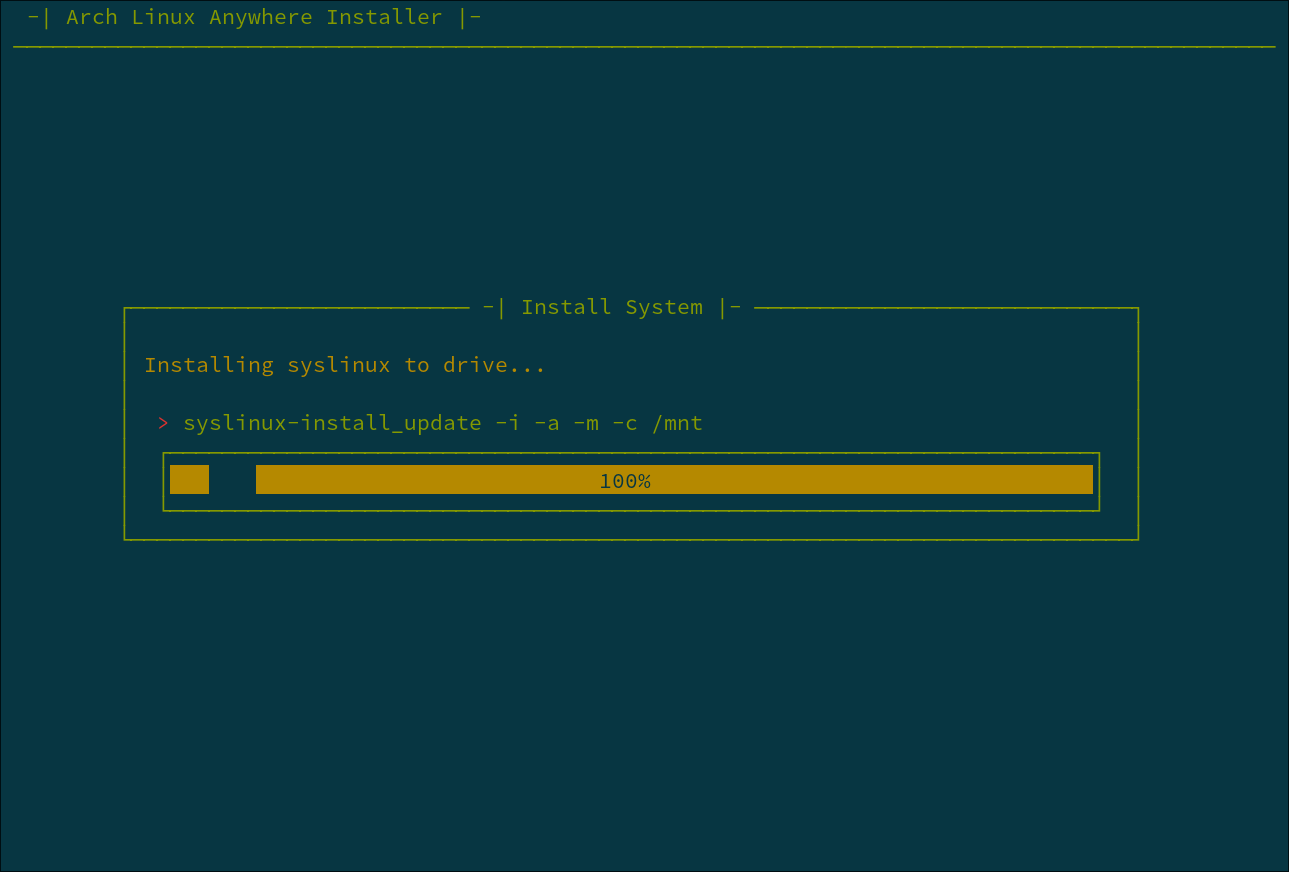 -| Arch Linux Anywhere Installer |-
-| Install System |-
Installing syslinux to drive...
> syslinux-install_update -i -a -m -c /mnt
100%